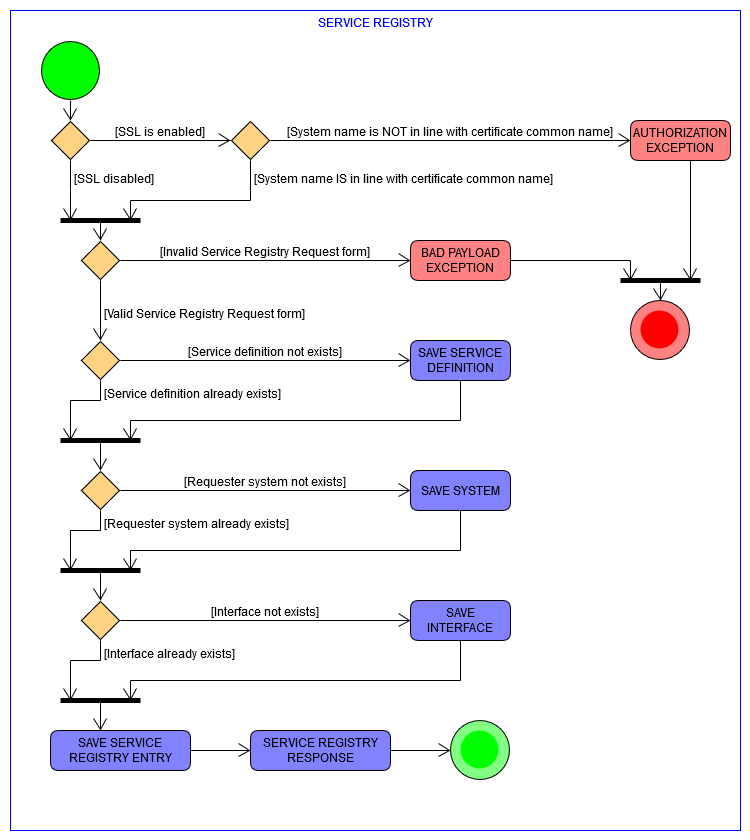 SERVICE REGISTRY
[SSL is enabled]
[System name is NOT in line with certificate common name]
AUTHORIZATION
EXCEPTION
[SSL disabled]
[System name IS in line with certificate common name]
[Invalid Service Registry Request form]
BAD PAYLOAD
EXCEPTION
[Valid Service Registry Request form]
[Service definition not exists]
SAVE SERVICE
DEFINITION
[Service definition already exists]
[Requester system not exists]
SAVE SYSTEM
[Requester system already exists]
[Interface not exists]
SAVE
INTERFACE
[Interface already exists]
SAVE SERVICE
REGISTRY ENTRY
SERVICE REGISTRY
RESPONSE